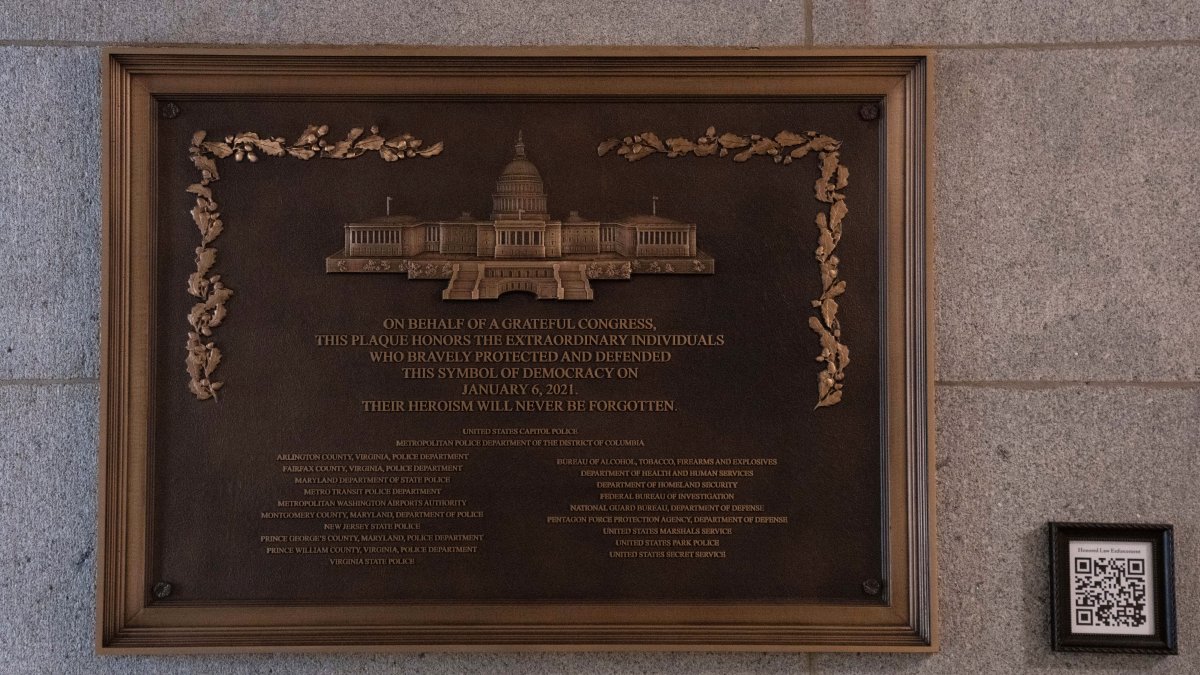 ON BEHALF OF A GRATEFUL CONGRESS,
THIS PLAQUE HONORS THE EXTRAORDINARY INDIVIDUALS
WHO BRAVELY PROTECTED AND DEFENDED
THIS SYMBOL OF DEMOCRACY ON
JANUARY 6, 2021.
THEIR HEROISM WILL NEVER BE FORGOTTEN.
UNITED STATES CAPITOL POLICE
METROPOLITAN POLICE DEPARTMENT OF THE DISTRICT OF COLUMBIA
ARLINGTON COUNTY, VIRGINIA, POLICE DEPARTMENT
FAIRFAX COUNTY, VIRGINIA, POLICE DEPARTMENT
MARYLAND DEPARTMENT OF STATE POLICE
METRO TRANSIT POLICE DEPARTMENT
METROPOLITAN WASHINGTON AIRPORTS AUTHORITY
MONTGOMERY COUNTY, MARYLAND, DEPARTMENT OF POLICE
NEW JERSEY STATE POLICE
PRINCE GEORGE'S COUNTY, MARYLAND, POLICE DEPARTMENT
PRINCE WILLIAM COUNTY, VIRGINIA, POLICE DEPARTMENT
VIRGINIA STATE POLICE
BUREAU OF ALCOHOL, TOBACCO, FIREARMS AND EXPLOSIVES
DEPARTMENT OF HEALTH AND HUMAN SERVICES
DEPARTMENT OF HOMELAND SECURITY
FEDERAL BUREAU OF INVESTIGATION
NATIONAL GUARD BUREAU, DEPARTMENT OF DEFENSE
PENTAGON FORCE PROTECTION AGENCY, DEPARTMENT OF DEFENSE
UNITED STATES MARSHALS SERVICE
UNITED STATES PARK POLICE
UNITED STATES SECRET SERVICE
Honored Law Enforcement